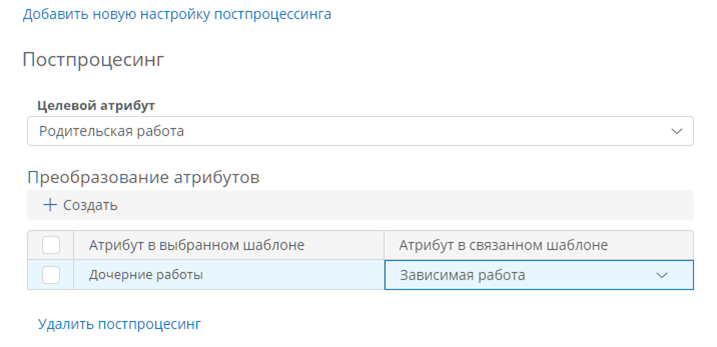 Добавить новую настройку постпроцессинга
Постпроцесинг
Целевой атрибут
Родительская работа
Преобразование атрибутов
Создать
Атрибут в выбранном шаблоне Атрибут в связанном шаблоне
Дочерние работы Зависимая работа
Удалить постпроцесинг